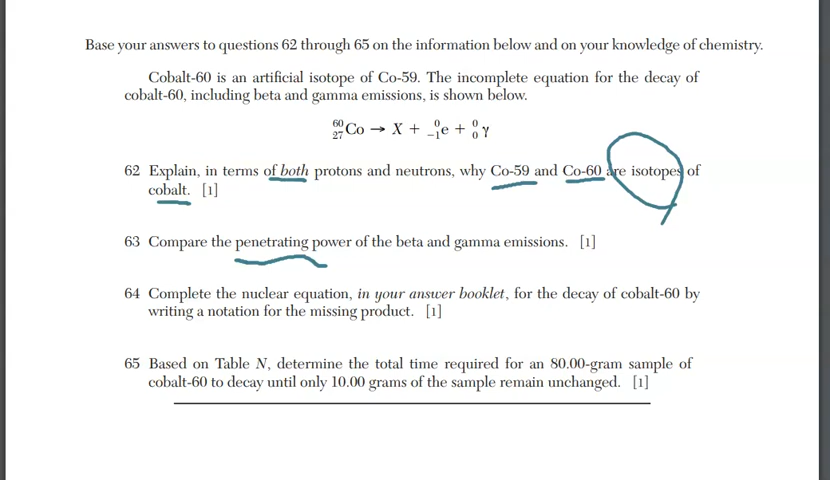 Base your answers to questions 62 through 65 on the information below and on your knowledge of chemistry.
Cobalt-60 is an artificial isotope of Co-59. The incomplete equation for the decay of
cobalt-60, including beta and gamma emissions, is shown below.
⁶⁰₂₇Co → X + ⁰₋₁e + ⁰₀γ
62 Explain, in terms of both protons and neutrons, why Co-59 and Co-60 are isotopes of
cobalt. [1]
63 Compare the penetrating power of the beta and gamma emissions. [1]
64 Complete the nuclear equation, in your answer booklet, for the decay of cobalt-60 by
writing a notation for the missing product. [1]
65 Based on Table N, determine the total time required for an 80.00-gram sample of
cobalt-60 to decay until only 10.00 grams of the sample remain unchanged. [1]